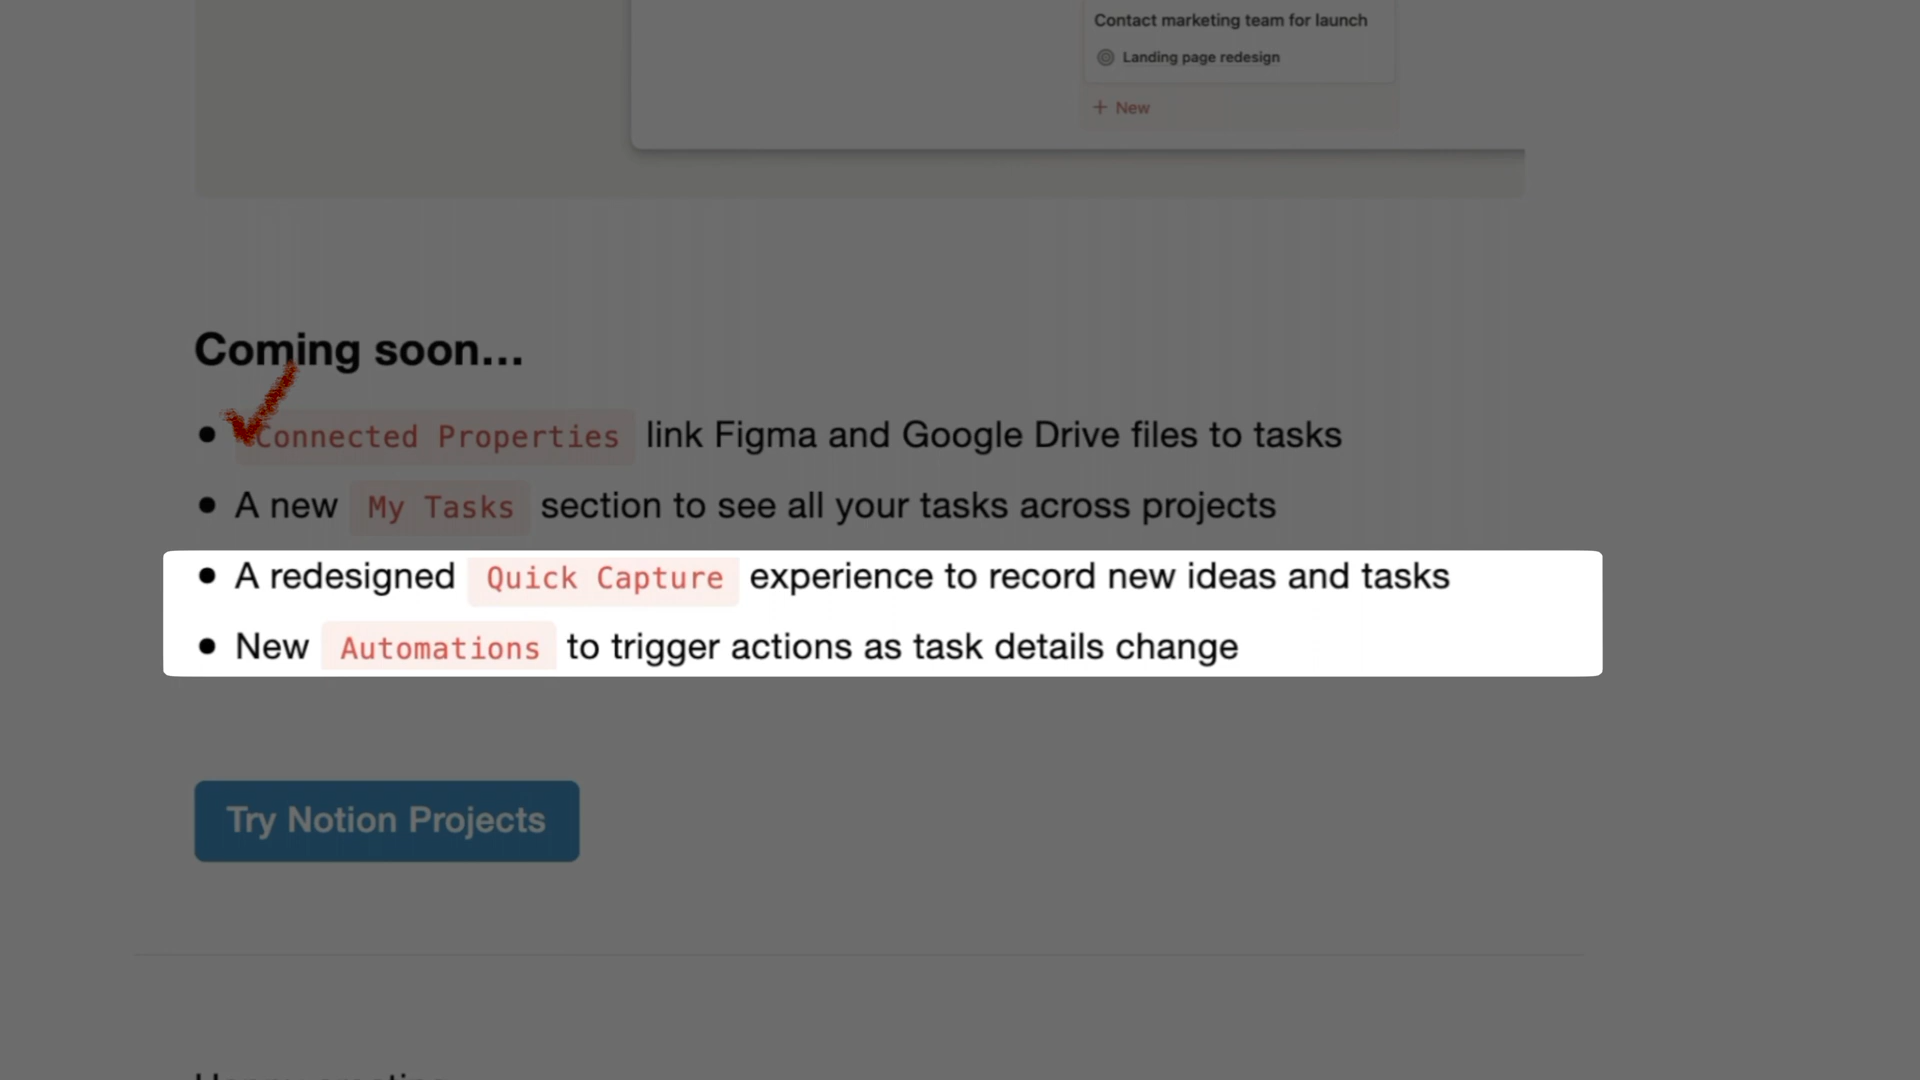 Contact marketing team for launch
Landing page redesign
+ New
Coming soon...
• Connected Properties link Figma and Google Drive files to tasks
• A new My Tasks section to see all your tasks across projects
• A redesigned Quick Capture experience to record new ideas and tasks
• New Automations to trigger actions as task details change
Try Notion Projects